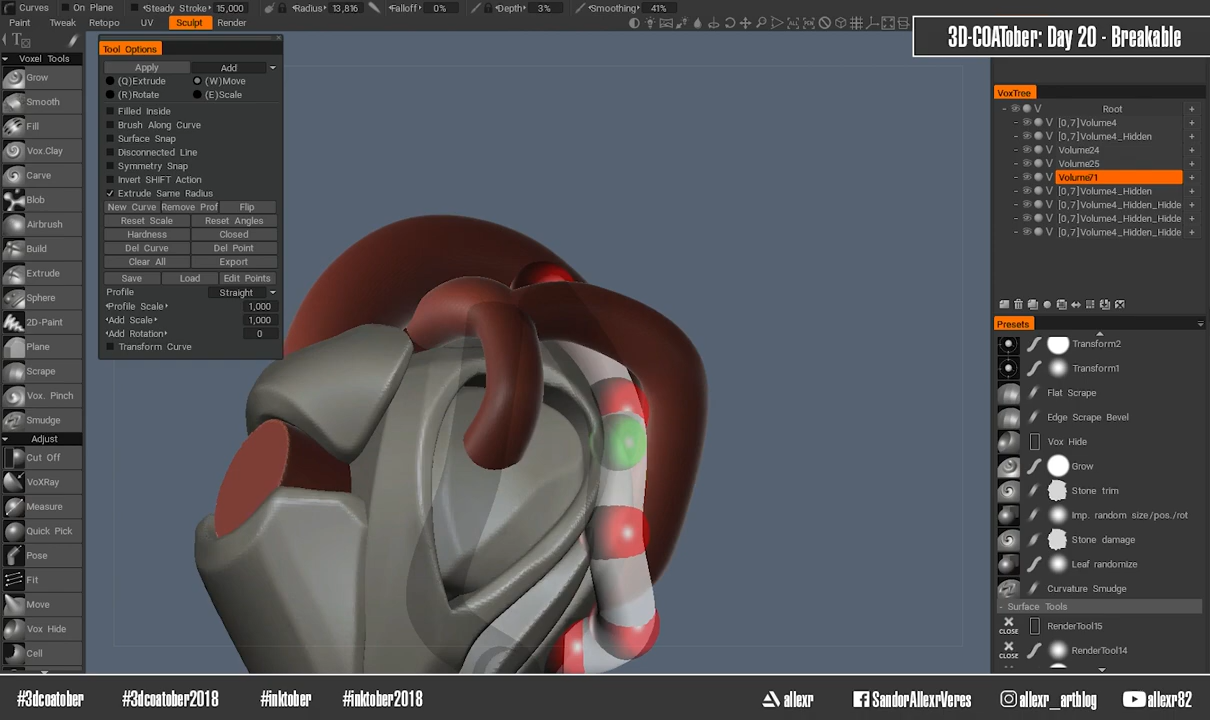 Curves On Plane Steady Stroke 15,000 Radius 13,816 Falloff 0% Depth 3% Smoothing 41%
Paint Tweak Retopo UV Sculpt Render
3D-COATober: Day 20 - Breakable
Voxel Tools
Grow
Smooth
Fill
Vox.Clay
Carve
Blob
Airbrush
Build
Extrude
Sphere
2D-Paint
Plane
Scrape
Vox. Pinch
Smudge
Adjust
Cut Off
VoxRay
Measure
Quick Pick
Pose
Fit
Move
Vox Hide
Cell
Tool Options
Apply Add
(Q)Extrude (W)Move
(R)Rotate (E)Scale
Filled Inside
Brush Along Curve
Surface Snap
Disconnected Line
Symmetry Snap
Invert SHIFT Action
Extrude Same Radius
New Curve Remove Prof Flip
Reset Scale Reset Angles
Hardness Closed
Del Curve Del Point
Clear All Export
Save Load Edit Points
Profile Straight
Profile Scale 1,000
Add Scale 1,000
Add Rotation 0
Transform Curve
VoxTree
V Root +
V [0,7]Volume4 +
V [0,7]Volume4_Hidden +
V Volume24 +
V Volume25 +
V Volume71 +
V [0,7]Volume4_Hidden +
V [0,7]Volume4_Hidden_Hidde +
V [0,7]Volume4_Hidden_Hidde +
V [0,7]Volume4_Hidden_Hidde +
Presets
Transform2
Transform1
Flat Scrape
Edge Scrape Bevel
Vox Hide
Grow
Stone trim
Imp. random size/pos./rot
Stone damage
Leaf randomize
Curvature Smudge
- Surface Tools
CLOSE RenderTool15
CLOSE RenderTool14
#3dcoatober #3dcoatober2018 #inktober #inktober2018 allexr SandorAllexrVeres allexr_artblog allexr82